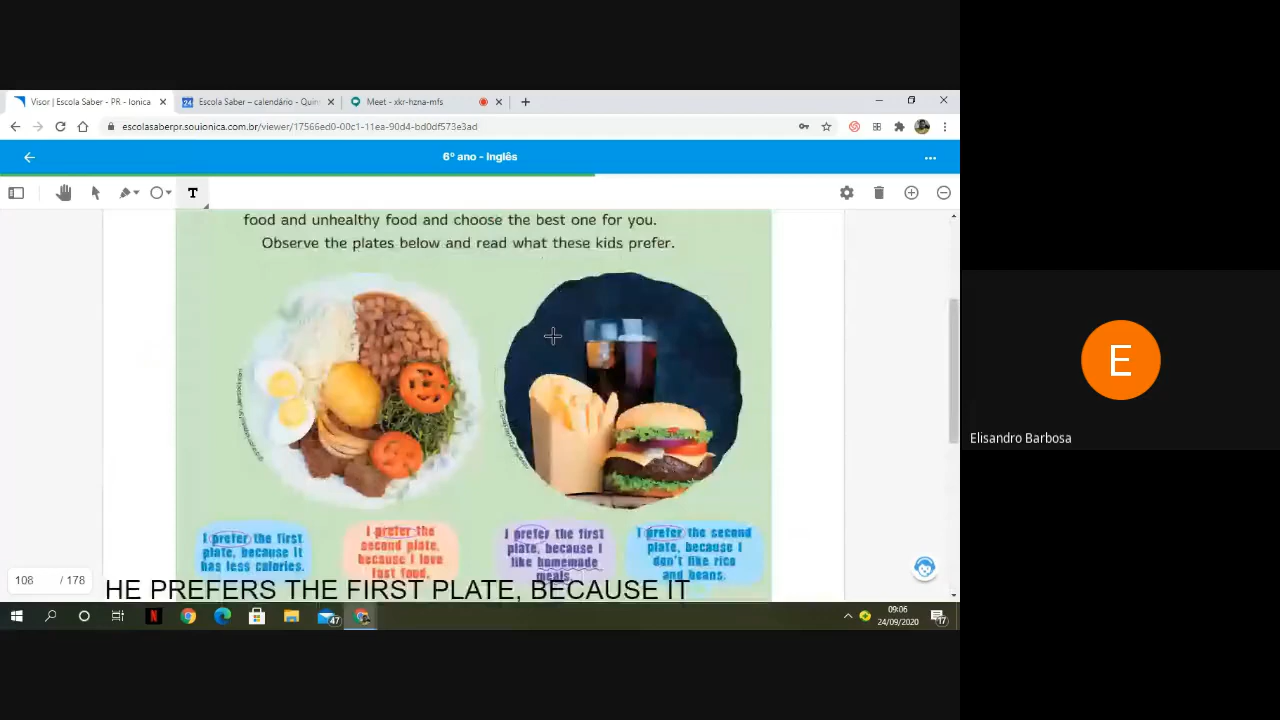 Visor | Escola Saber - PR - Ionica
Escola Saber – calendário - Quin
Meet - xkr-hzna-mfs
escolasaberpr.souionica.com.br/viewer/17566ed0-00c1-11ea-90d4-bd0df573e3ad
6º ano - Inglês
T
food and unhealthy food and choose the best one for you.
Observe the plates below and read what these kids prefer.
I prefer the first
plate, because it
has less calories.
I prefer the
second plate,
because I love
fast food.
I prefer the first
plate, because I
like homemade
meals.
I prefer the second
plate, because I
don't like rice
and beans.
108 / 178
HE PREFERS THE FIRST PLATE, BECAUSE IT
E
Elisandro Barbosa
24
N
47
09:06
24/09/2020
17